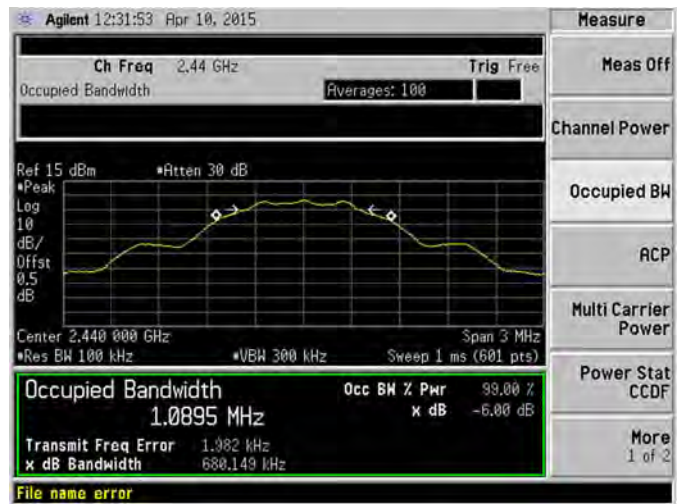 Agilent 12:31:53 Apr 10, 2015
Measure
Ch Freq 2.44 GHz Trig Free
Occupied Bandwidth Averages: 100
Meas Off
Channel Power
Occupied BW
ACP
Multi Carrier
Power
Power Stat
CCDF
More
1 of 2
Ref 15 dBm *Atten 30 dB
*Peak
Log
10
dB/
Offst
0.5
dB
Center 2.440 000 GHz Span 3 MHz
*Res BW 100 kHz *VBW 300 kHz Sweep 1 ms (601 pts)
Occupied Bandwidth Occ BW % Pwr 99.00 %
1.0895 MHz x dB -6.00 dB
Transmit Freq Error 1.982 kHz
x dB Bandwidth 680.149 kHz
File name error